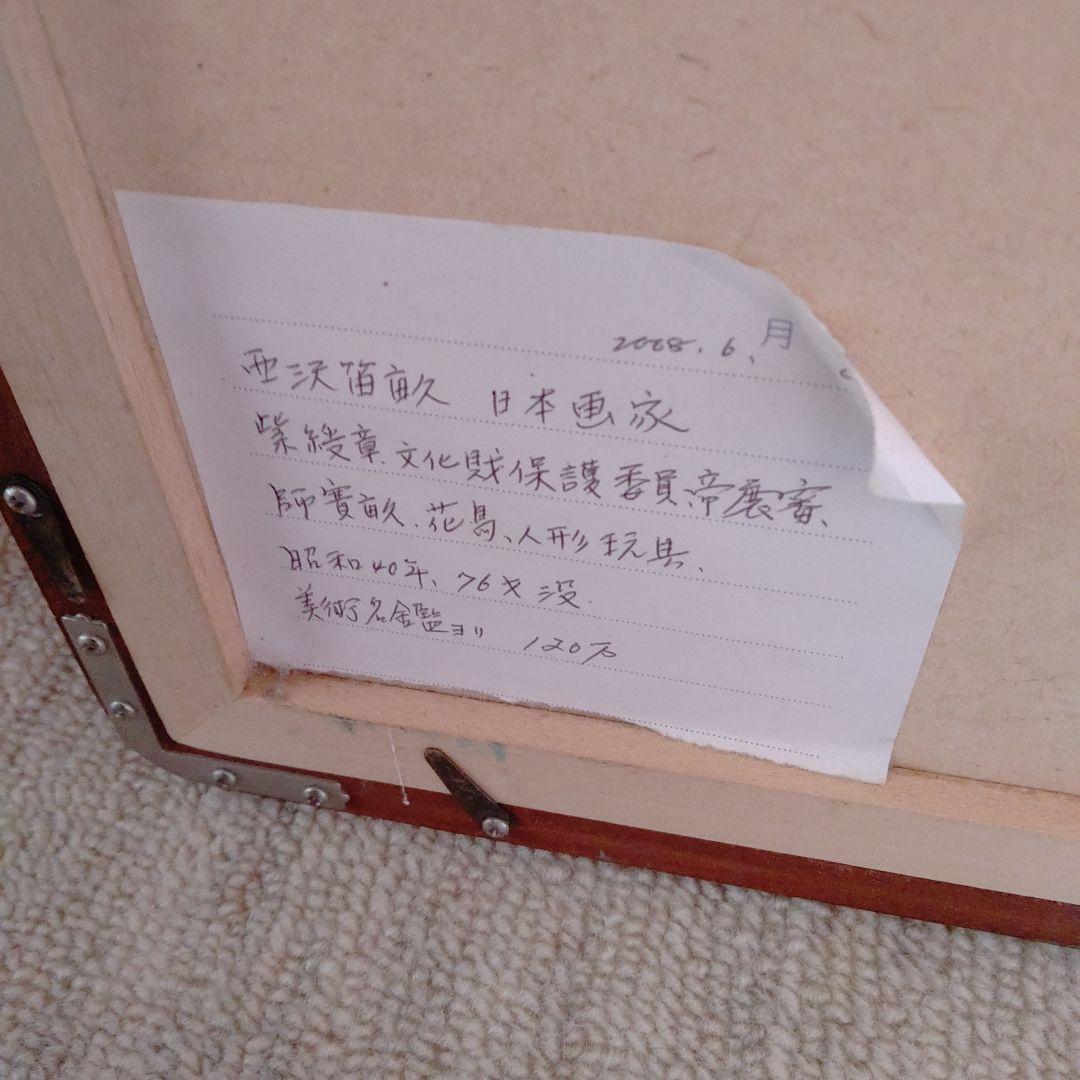 2008.6.月
西沢笛畝 日本画家
紫綬章、文化財保護委員、帝展審、
師寛畝、花鳥、人形玩具、
昭和40年、76才没
美術名鑑ヨリ 120万